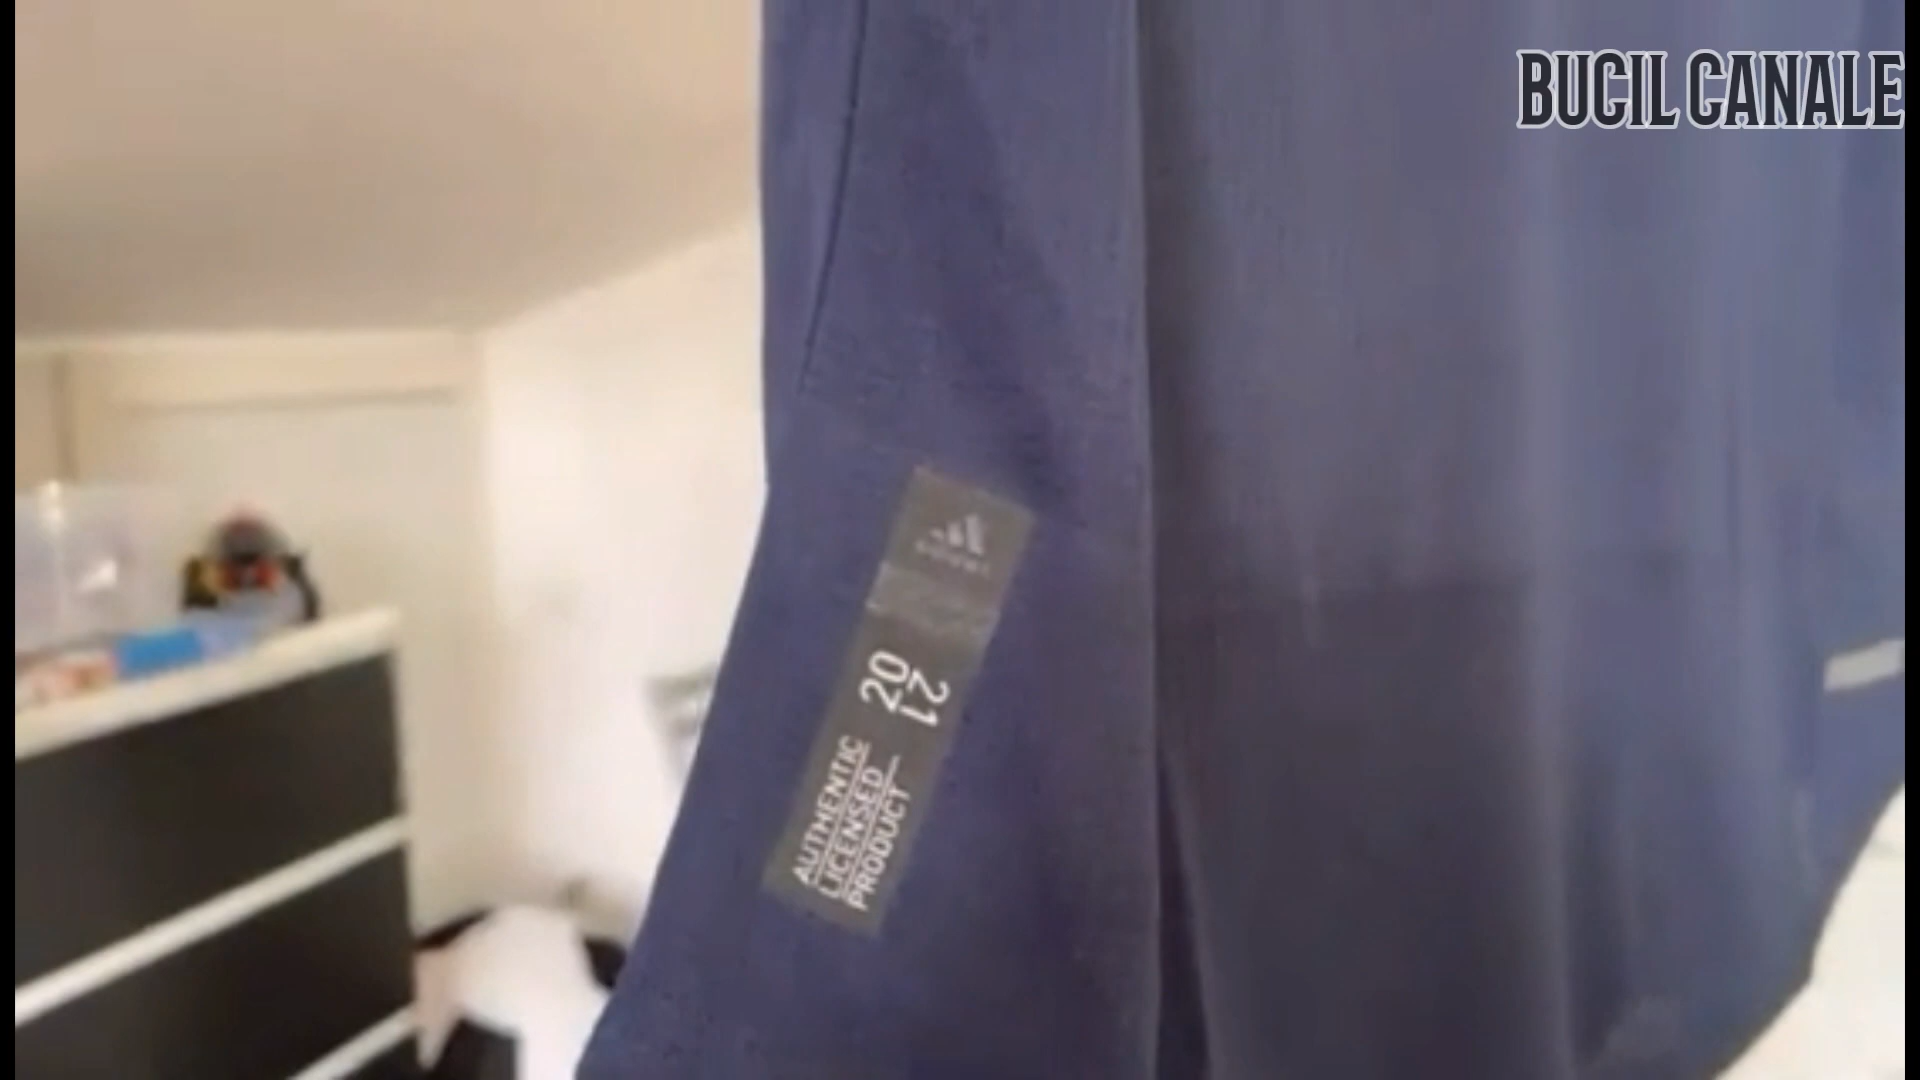 BUCIL CANALE
20
21
AUTHENTIC
LICENSED
PRODUCT